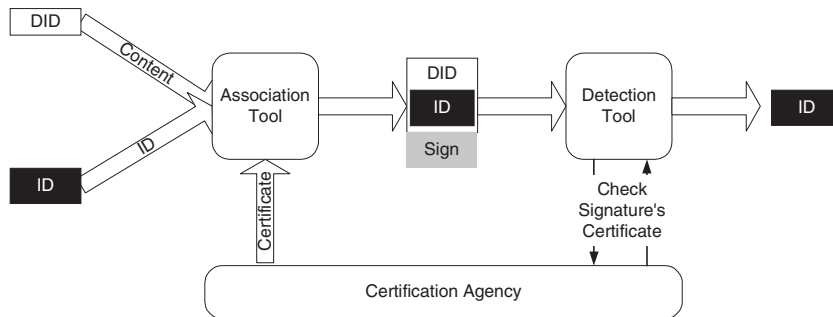 DID
Content
ID
ID
Association
Tool
Certificate
DID
ID
Sign
Detection
Tool
ID
Check
Signature's
Certificate
Certification Agency